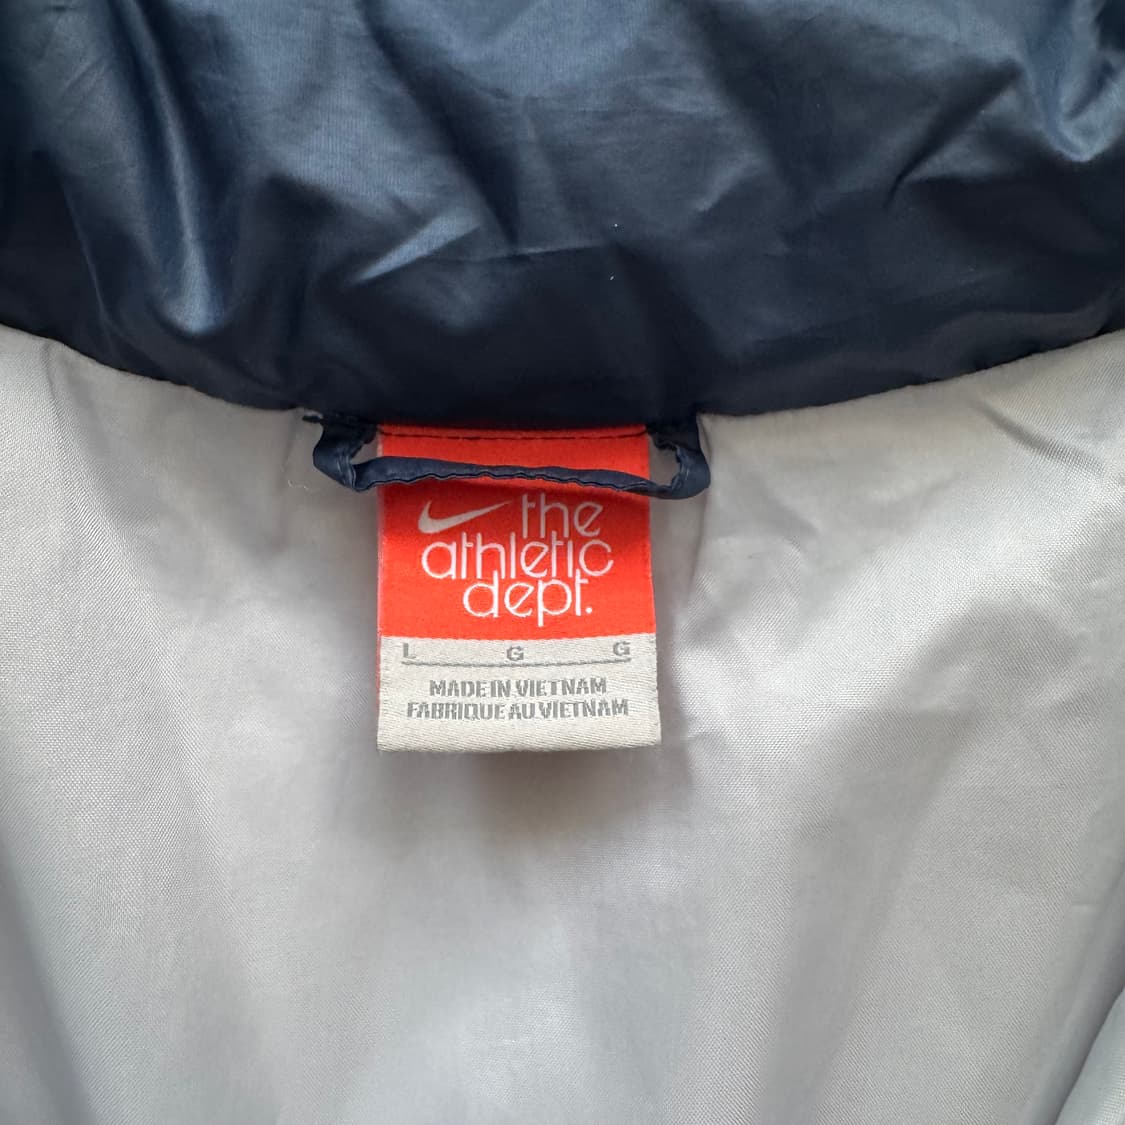 the
athletic
dept.
L G G
MADE IN VIETNAM
FABRIQUE AU VIETNAM